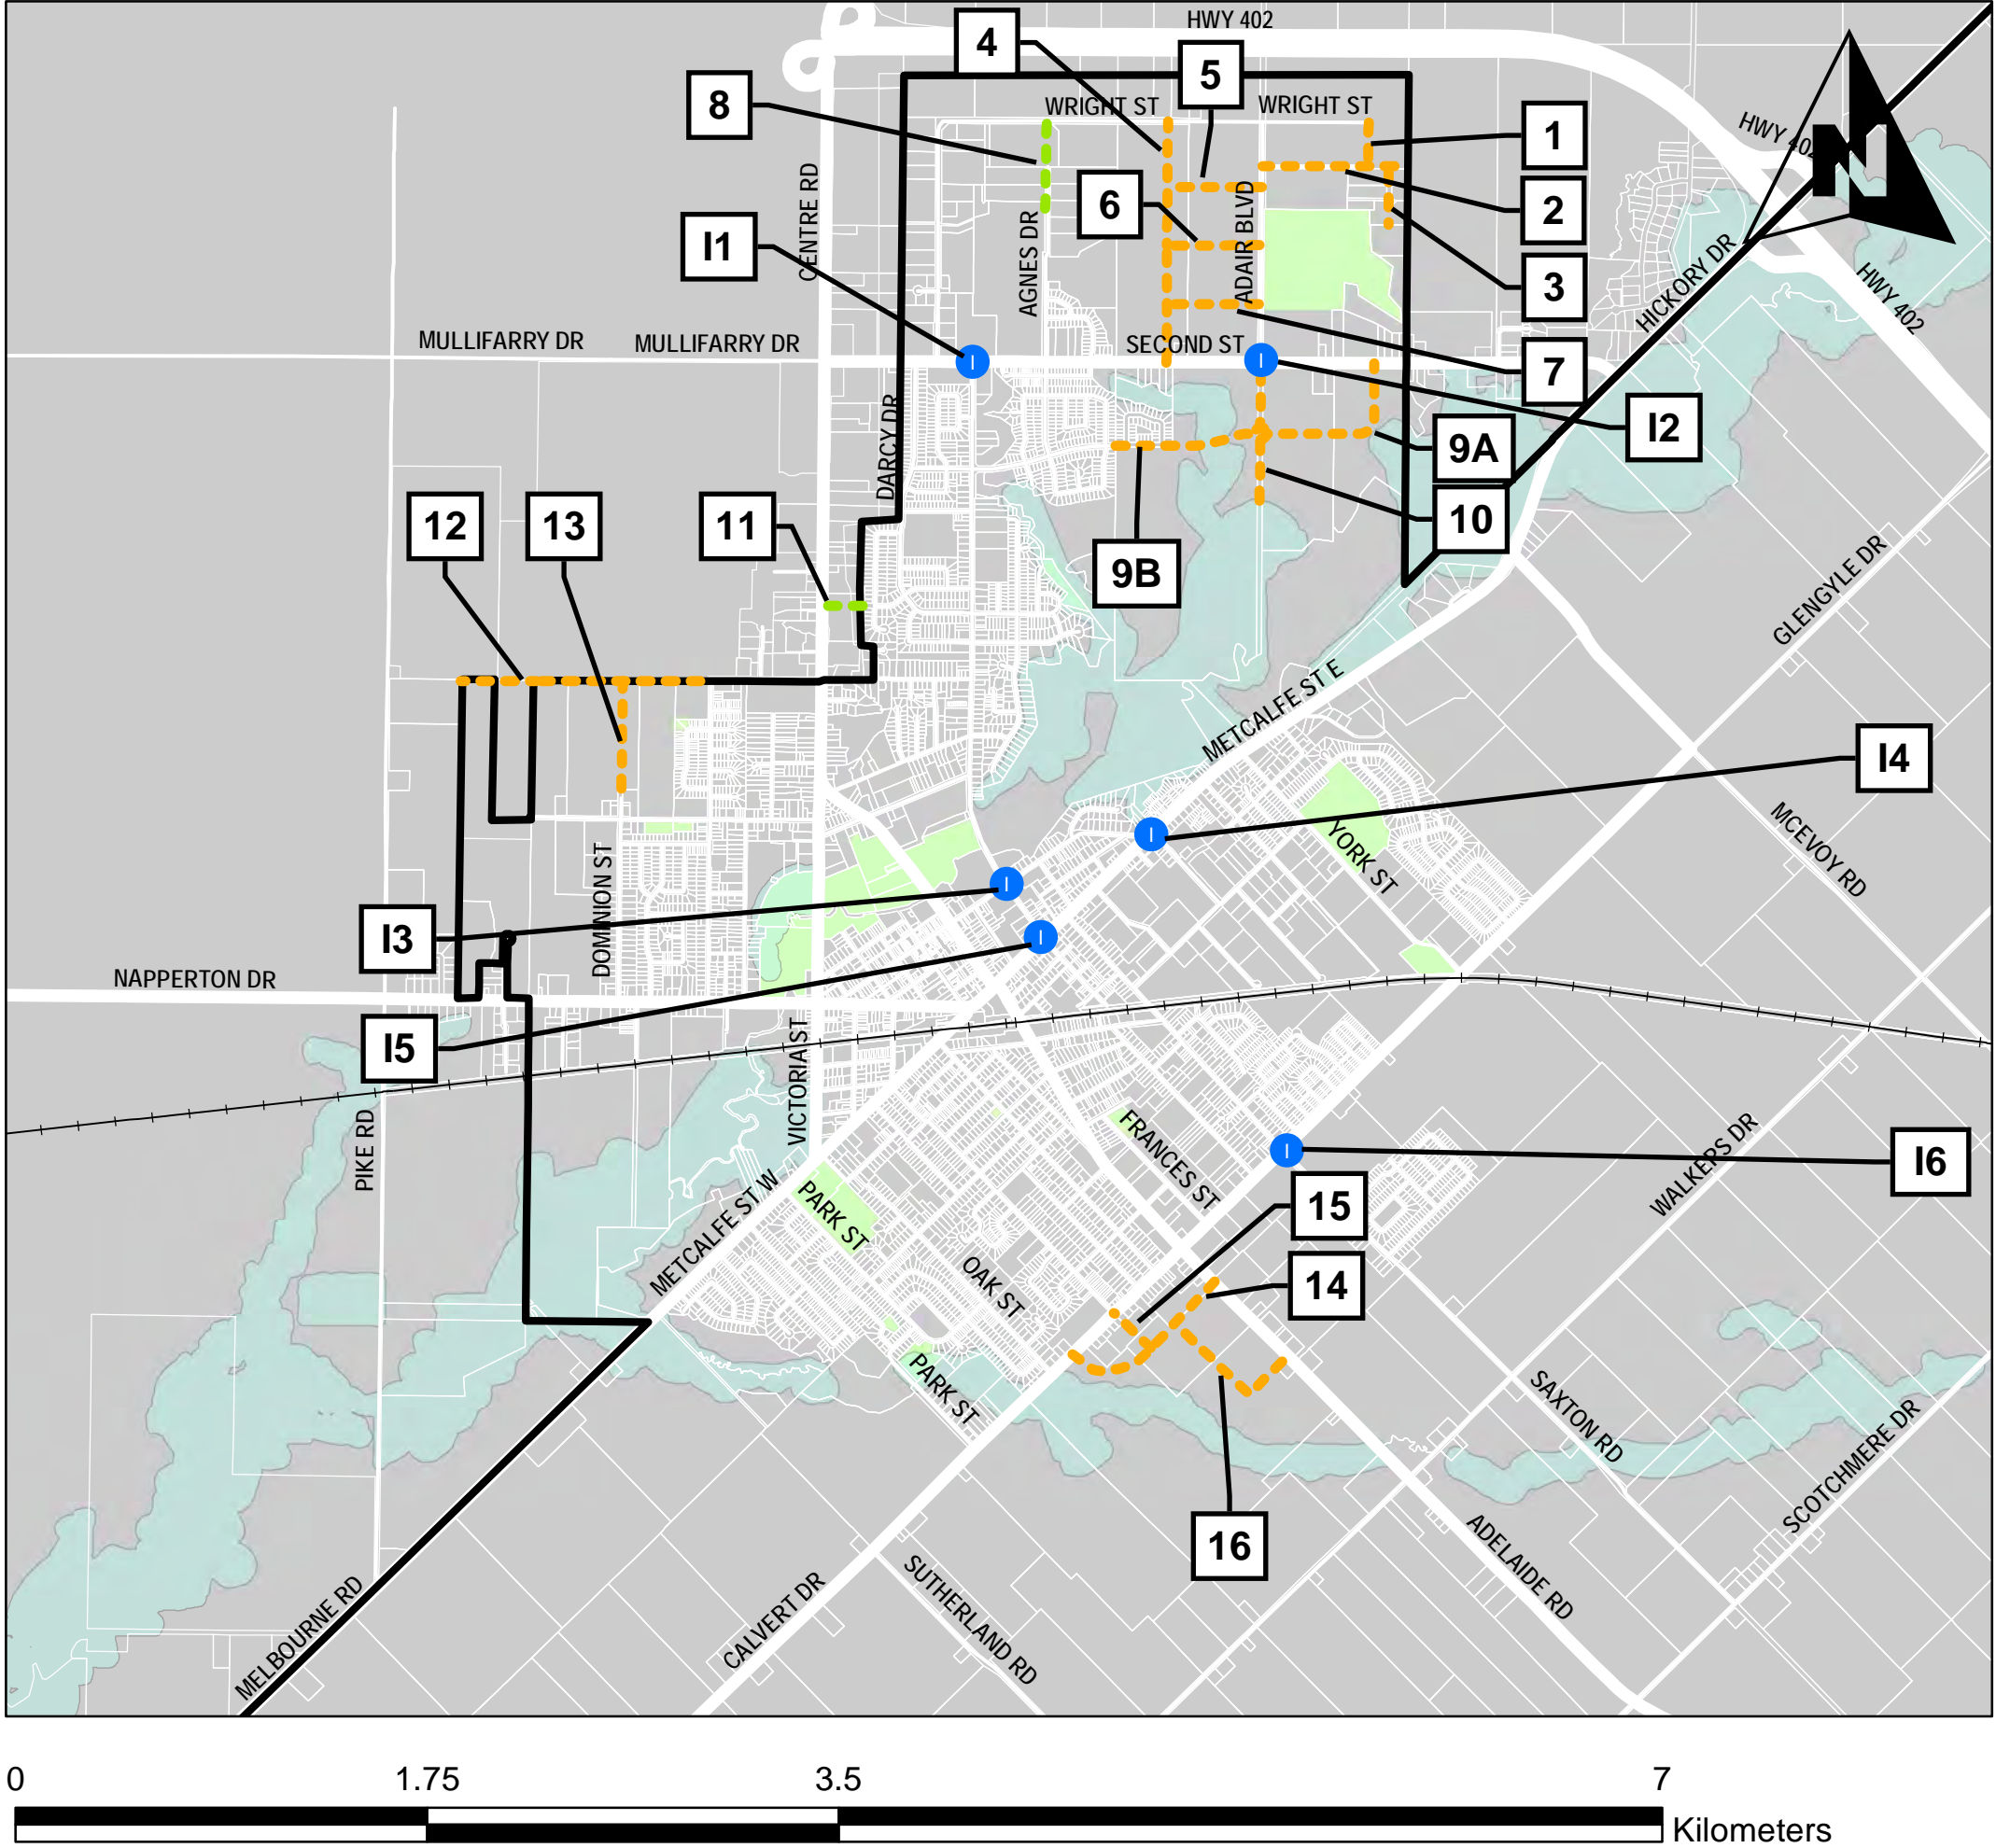 HWY 402
4
5
8
WRIGHT ST
WRIGHT ST
1
HWY 402
N
CENTRE RD
6
ADAIR BLVD
2
I1
AGNES DR
3
HICKORY DR
HWY 402
MULLIFARRY DR
MULLIFARRY DR
SECOND ST
7
I2
DARCY DR
9A
12
13
11
10
9B
GLENGYLE DR
METCALFE ST E
I4
YORK ST
MCEVOY RD
DOMINION ST
I3
NAPPERTON DR
I5
VICTORIA ST
PIKE RD
FRANCES ST
WALKERS DR
I6
METCALFE ST W
PARK ST
15
OAK ST
14
PARK ST
SAXTON RD
SCOTCHMERE DR
16
ADELAIDE RD
MELBOURNE RD
CALVERT DR
SUTHERLAND RD
I
I
I
I
I
I
0 1.75 3.5 7
Kilometers